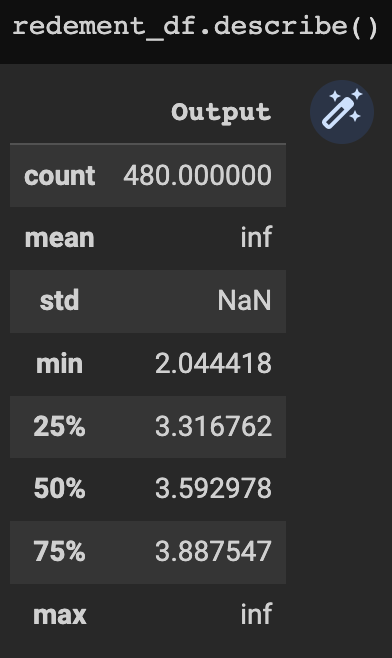 redement_df.describe()
Output
count 480.000000
mean inf
std NaN
min 2.044418
25% 3.316762
50% 3.592978
75% 3.887547
max inf